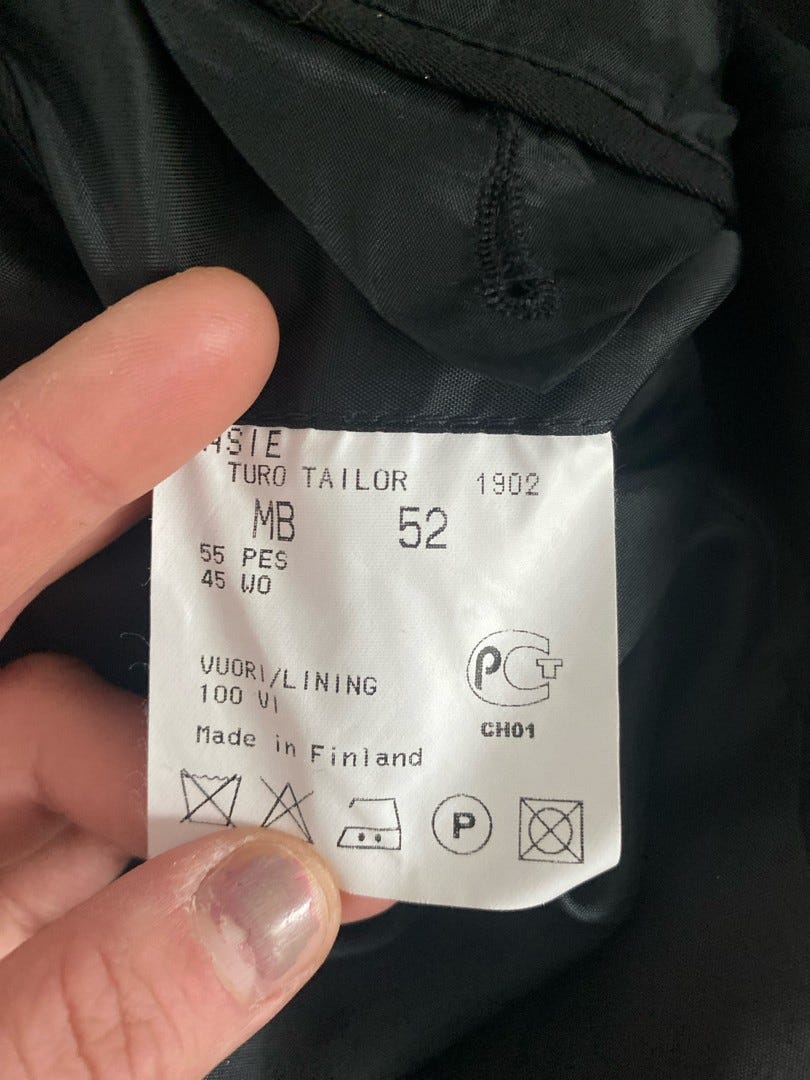 ASIE
TURO TAILOR 1902
MB 52
55 PES
45 WO
VUORI/LINING
100 VI
PCT
CH01
Made in Finland
P